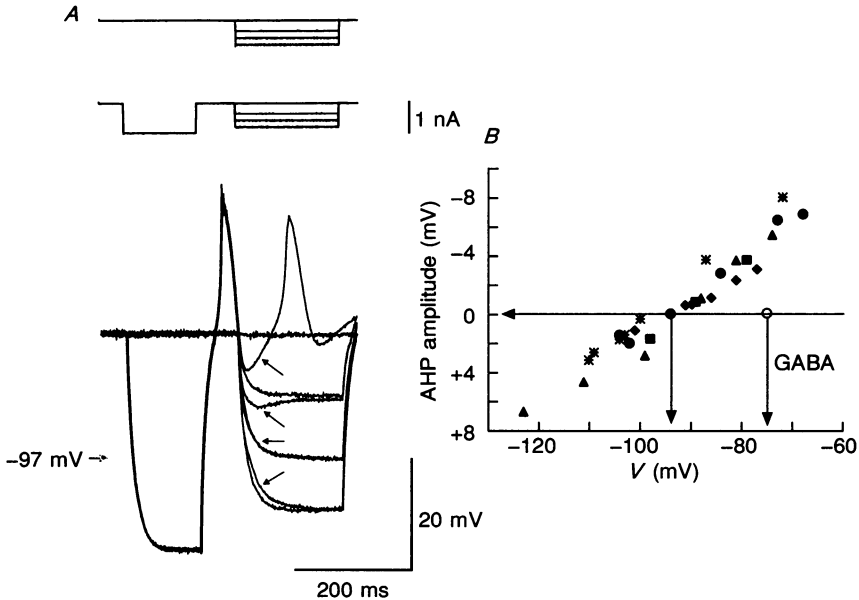 A
1 nA
-97 mV
20 mV
200 ms
B
AHP amplitude (mV)
-8
-4
0
+4
+8
GABA
-120
-100
-80
-60
V (mV)